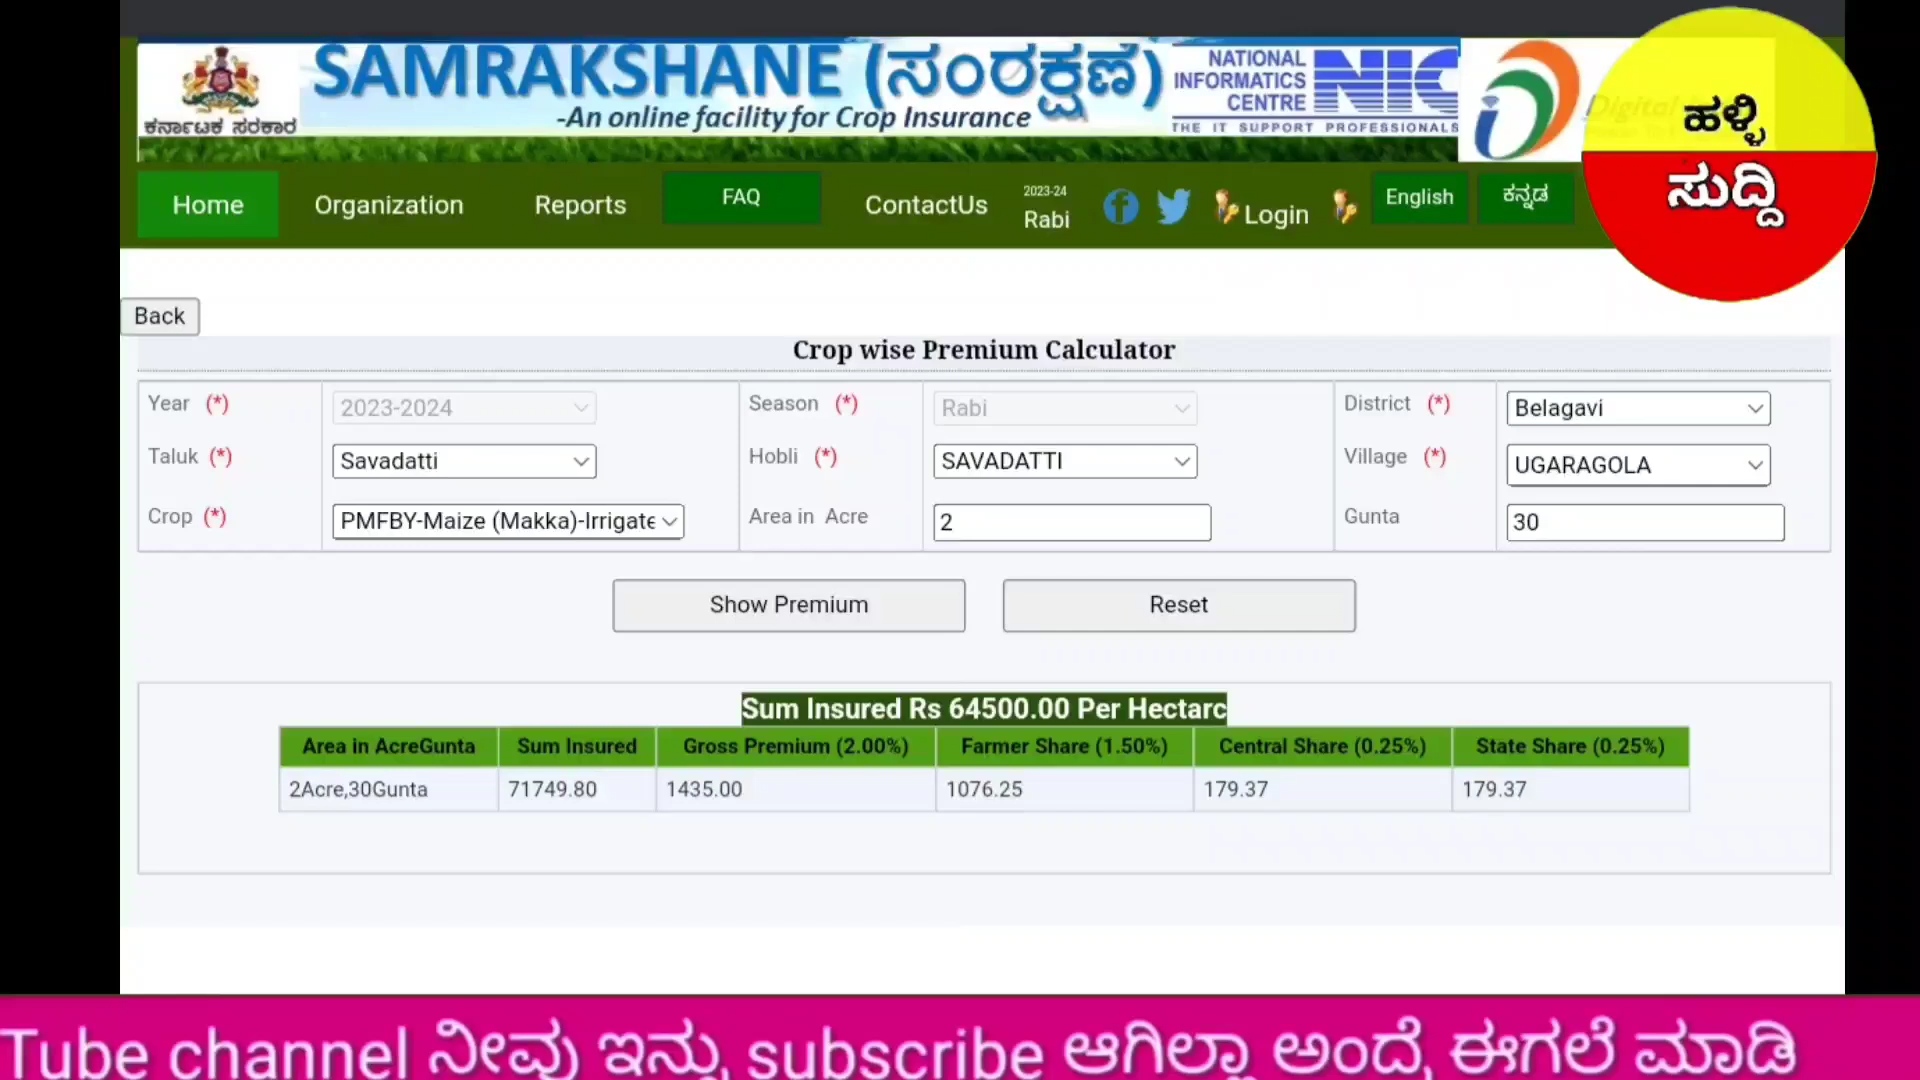 SAMRAKSHANE (ಸಂರಕ್ಷಣೆ)
-An online facility for Crop Insurance
ಕರ್ನಾಟಕ ಸರಕಾರ
NATIONAL
INFORMATICS
CENTRE
NIC
THE IT SUPPORT PROFESSIONALS
Digital
ಹಳ್ಳಿ
ಸುದ್ದಿ
Home
Organization
Reports
FAQ
ContactUs
2023-24
Rabi
Login
English
ಕನ್ನಡ
Back
Crop wise Premium Calculator
Year (*) 2023-2024 Season (*) Rabi District (*) Belagavi
Taluk (*) Savadatti Hobli (*) SAVADATTI Village (*) UGARAGOLA
Crop (*) PMFBY-Maize (Makka)-Irrigate Area in Acre 2 Gunta 30
Show Premium Reset
Sum Insured Rs 64500.00 Per Hectarc
Area in AcreGunta Sum Insured Gross Premium (2.00%) Farmer Share (1.50%) Central Share (0.25%) State Share (0.25%)
2Acre,30Gunta 71749.80 1435.00 1076.25 179.37 179.37
Tube channel ನೀವು ಇನ್ನು subscribe ಆಗಿಲ್ಲಾ ಅಂದ್ರೆ ಈಗಲೆ ಮಾಡಿ